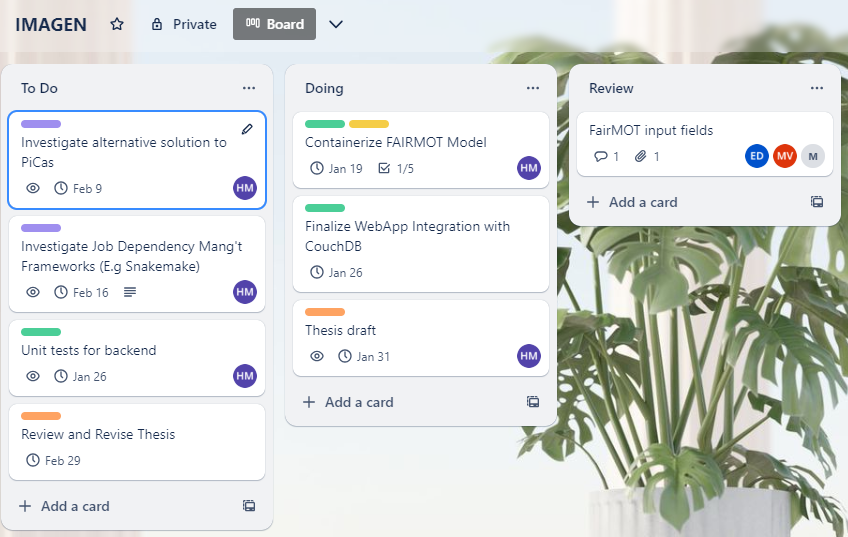 IMAGEN
Private
Board
To Do
Investigate alternative solution to
PiCas
Feb 9
HM
Investigate Job Dependency Mang't
Frameworks (E.g Snakemake)
Feb 16
HM
Unit tests for backend
Jan 26
HM
Review and Revise Thesis
Feb 29
Add a card
Doing
Containerize FAIRMOT Model
Jan 19
1/5
HM
Finalize WebApp Integration with
CouchDB
Jan 26
Thesis draft
Jan 31
HM
Add a card
Review
FairMOT input fields
1
1
ED
MV
M
Add a card